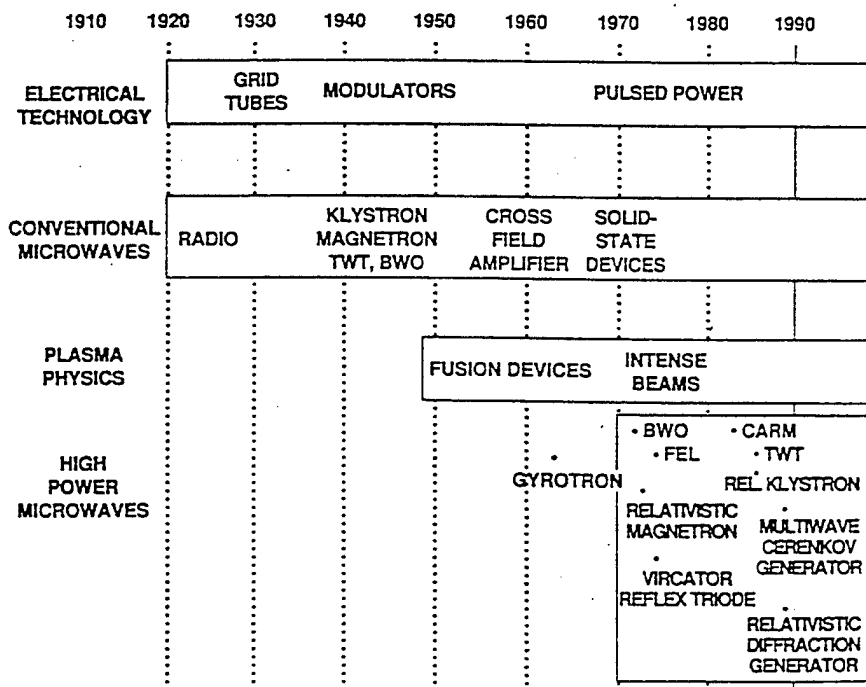 1910 1920 1930 1940 1950 1960 1970 1980 1990
ELECTRICAL
TECHNOLOGY
GRID
TUBES
MODULATORS
PULSED POWER
CONVENTIONAL
MICROWAVES
RADIO
KLYSTRON
MAGNETRON
TWT, BWO
CROSS
FIELD
AMPLIFIER
SOLID-
STATE
DEVICES
PLASMA
PHYSICS
FUSION DEVICES
INTENSE
BEAMS
HIGH
POWER
MICROWAVES
GYROTRON
• BWO
• FEL
• CARM
• TWT
REL. KLYSTRON
RELATIVISTIC
MAGNETRON
MULTIWAVE
CERENKOV
GENERATOR
VIRCATOR
REFLEX TRIODE
RELATIVISTIC
DIFFRACTION
GENERATOR